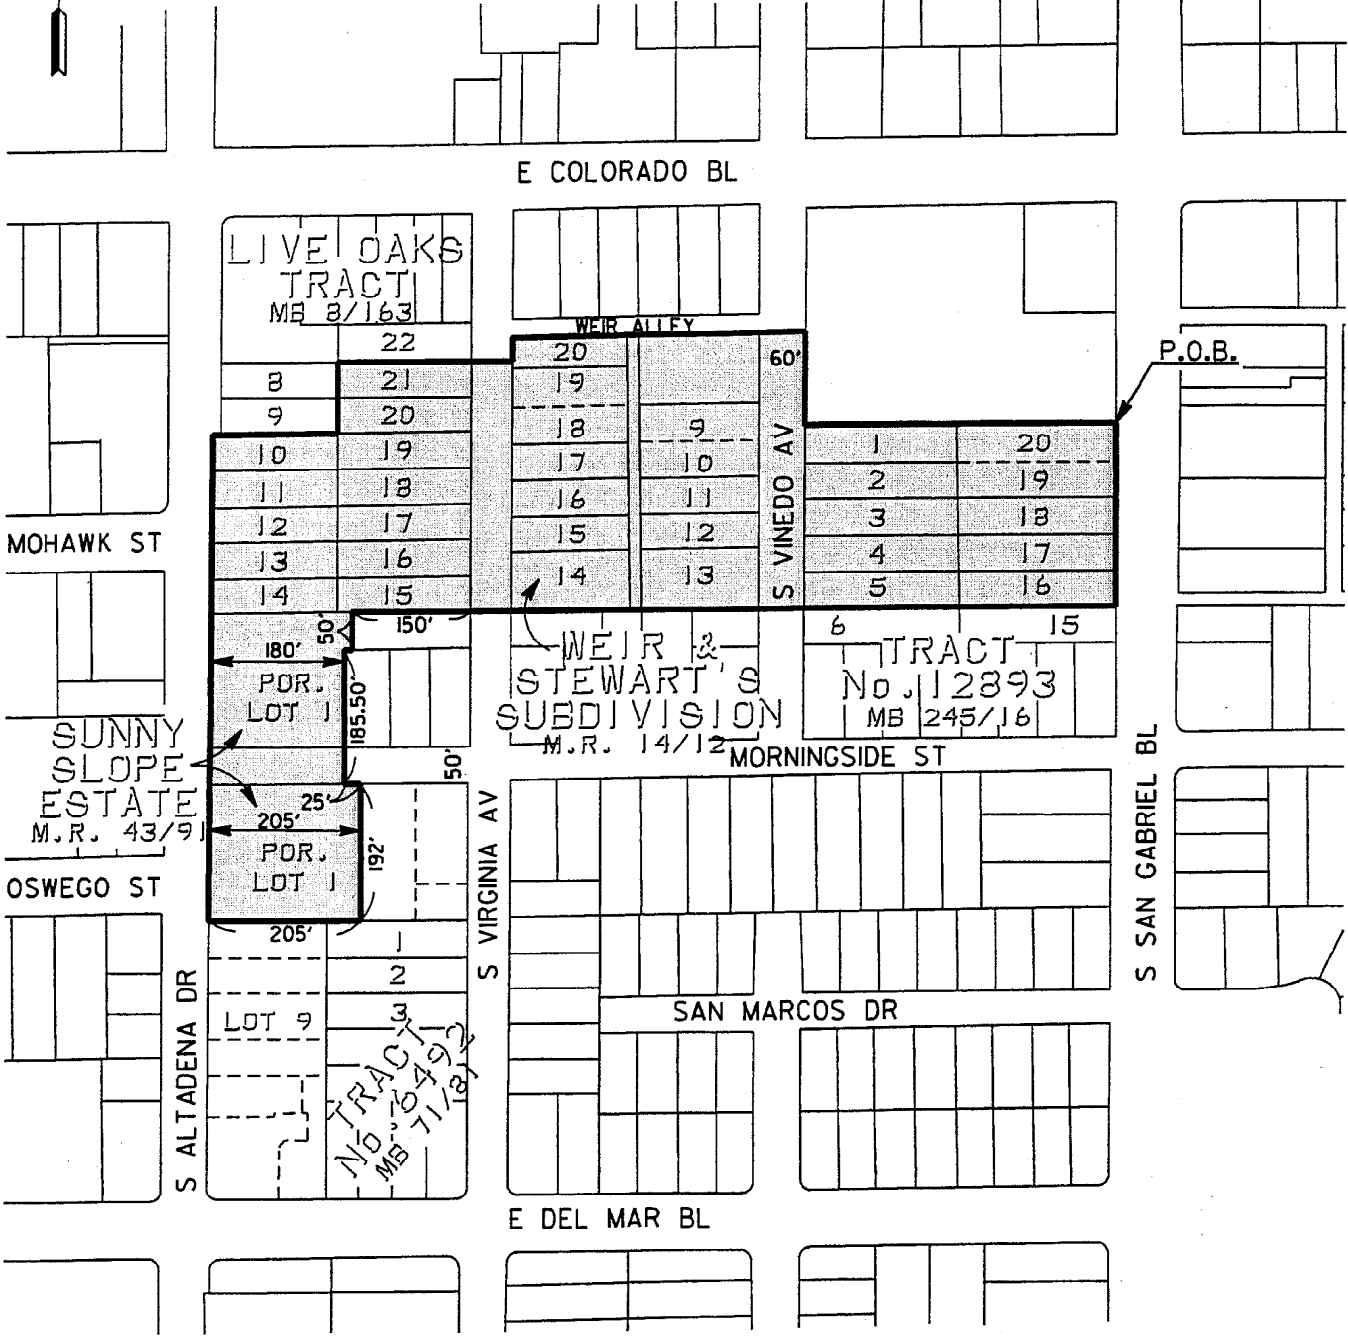 E COLORADO BL
LIVE OAKS
TRACT
MB 8/163
22
WEIR ALLEY
20
60'
P.O.B.
8
21
19
9
20
18
9
10
19
17
10
11
18
16
11
12
17
15
12
13
16
14
13
14
15
S VINEDO AV
1
20
2
19
3
18
4
17
5
16
MOHAWK ST
50'
150'
180'
POR.
LOT 1
185.50'
WEIR &
STEWART'S
SUBDIVISION
M.R. 14/12
6
15
TRACT
No. 12893
MB 245/16
SUNNY
SLOPE
ESTATE
M.R. 43/91
50'
25'
205'
POR.
LOT 1
192'
205'
MORNINGSIDE ST
OSWEGO ST
S VIRGINIA AV
S SAN GABRIEL BL
1
2
3
LOT 9
TRACT
No. 6492
MB 71/81
S ALTADENA DR
SAN MARCOS DR
E DEL MAR BL